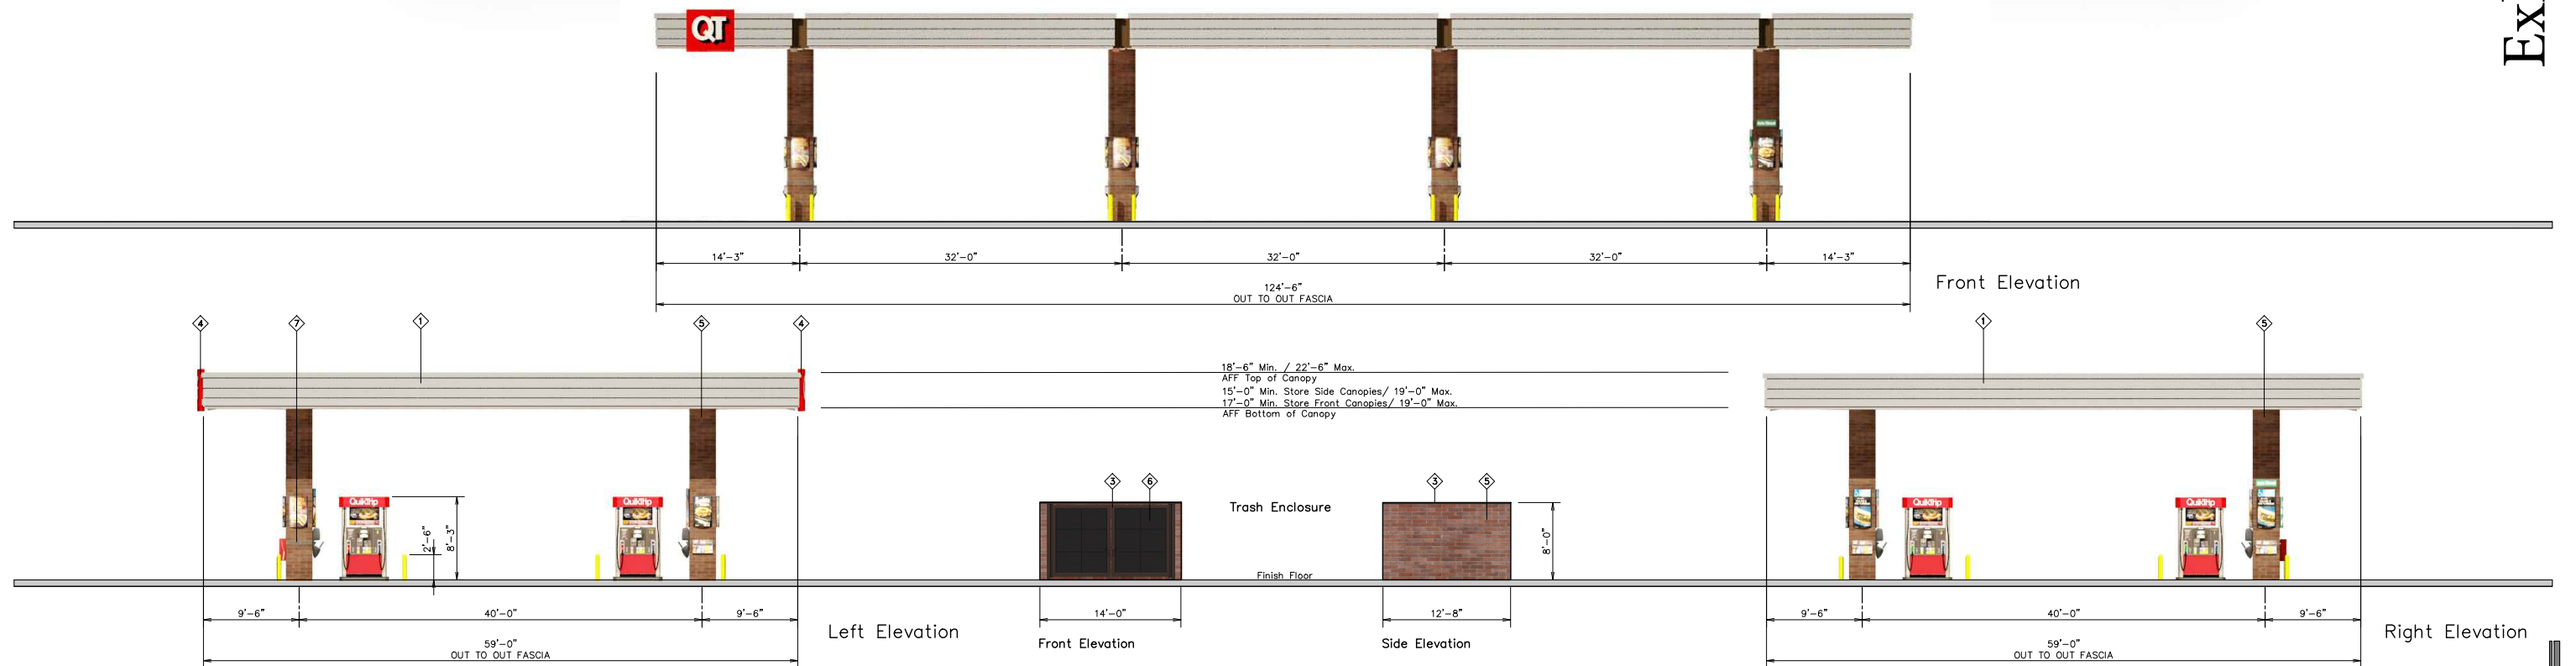 Ex
QT
14'-3"
32'-0"
32'-0"
32'-0"
14'-3"
124'-6"
OUT TO OUT FASCIA
Front Elevation
4
7
1
5
4
1
5
18'-6" Min. / 22'-6" Max.
AFF Top of Canopy
15'-0" Min. Store Side Canopies/ 19'-0" Max.
17'-0" Min. Store Front Canopies/ 19'-0" Max.
AFF Bottom of Canopy
QuikTrip
QuikTrip
2'-6"
8'-3"
3
6
3
5
Trash Enclosure
8'-0"
Finish Floor
QuikTrip
QuikTrip
9'-6"
40'-0"
9'-6"
59'-0"
OUT TO OUT FASCIA
Left Elevation
14'-0"
Front Elevation
12'-8"
Side Elevation
9'-6"
40'-0"
9'-6"
59'-0"
OUT TO OUT FASCIA
Right Elevation